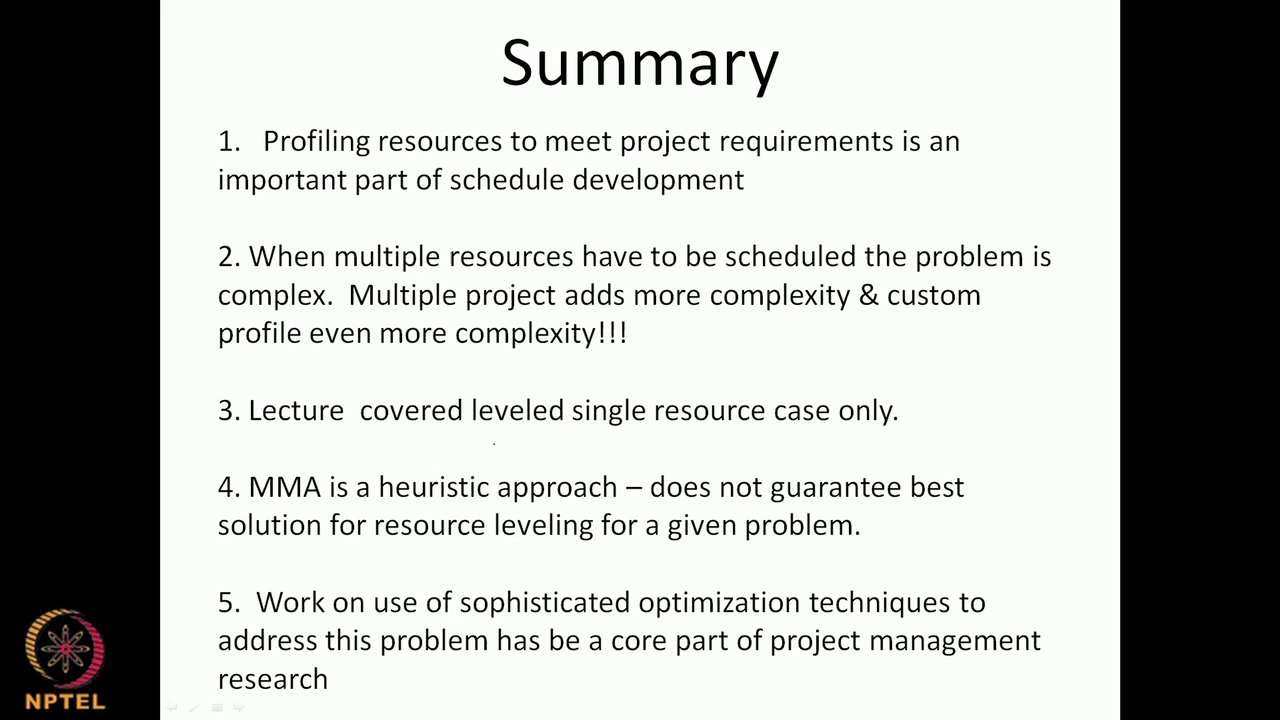 Summary
1. Profiling resources to meet project requirements is an
important part of schedule development
2. When multiple resources have to be scheduled the problem is
complex. Multiple project adds more complexity & custom
profile even more complexity!!!
3. Lecture covered leveled single resource case only.
4. MMA is a heuristic approach – does not guarantee best
solution for resource leveling for a given problem.
5. Work on use of sophisticated optimization techniques to
address this problem has be a core part of project management
research
NPTEL